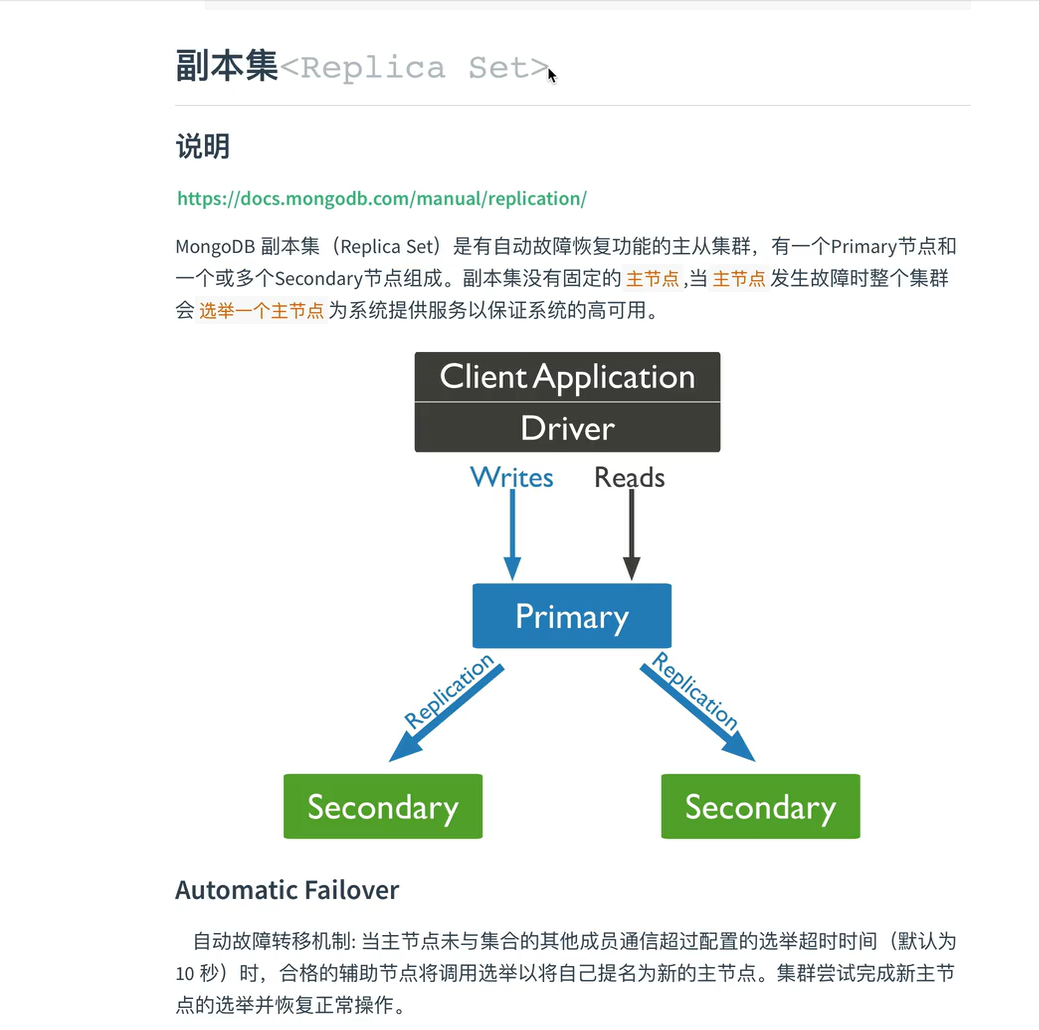 副本集<Replica Set>
说明
https://docs.mongodb.com/manual/replication/
MongoDB 副本集（Replica Set）是有自动故障恢复功能的主从集群，有一个Primary节点和
一个或多个Secondary节点组成。副本集没有固定的 主节点 ,当 主节点 发生故障时整个集群
会 选举一个主节点 为系统提供服务以保证系统的高可用。
Client Application
Driver
Writes Reads
Primary
Replication Replication
Secondary Secondary
Automatic Failover
自动故障转移机制: 当主节点未与集合的其他成员通信超过配置的选举超时时间（默认为
10 秒）时，合格的辅助节点将调用选举以将自己提名为新的主节点。集群尝试完成新主节
点的选举并恢复正常操作。